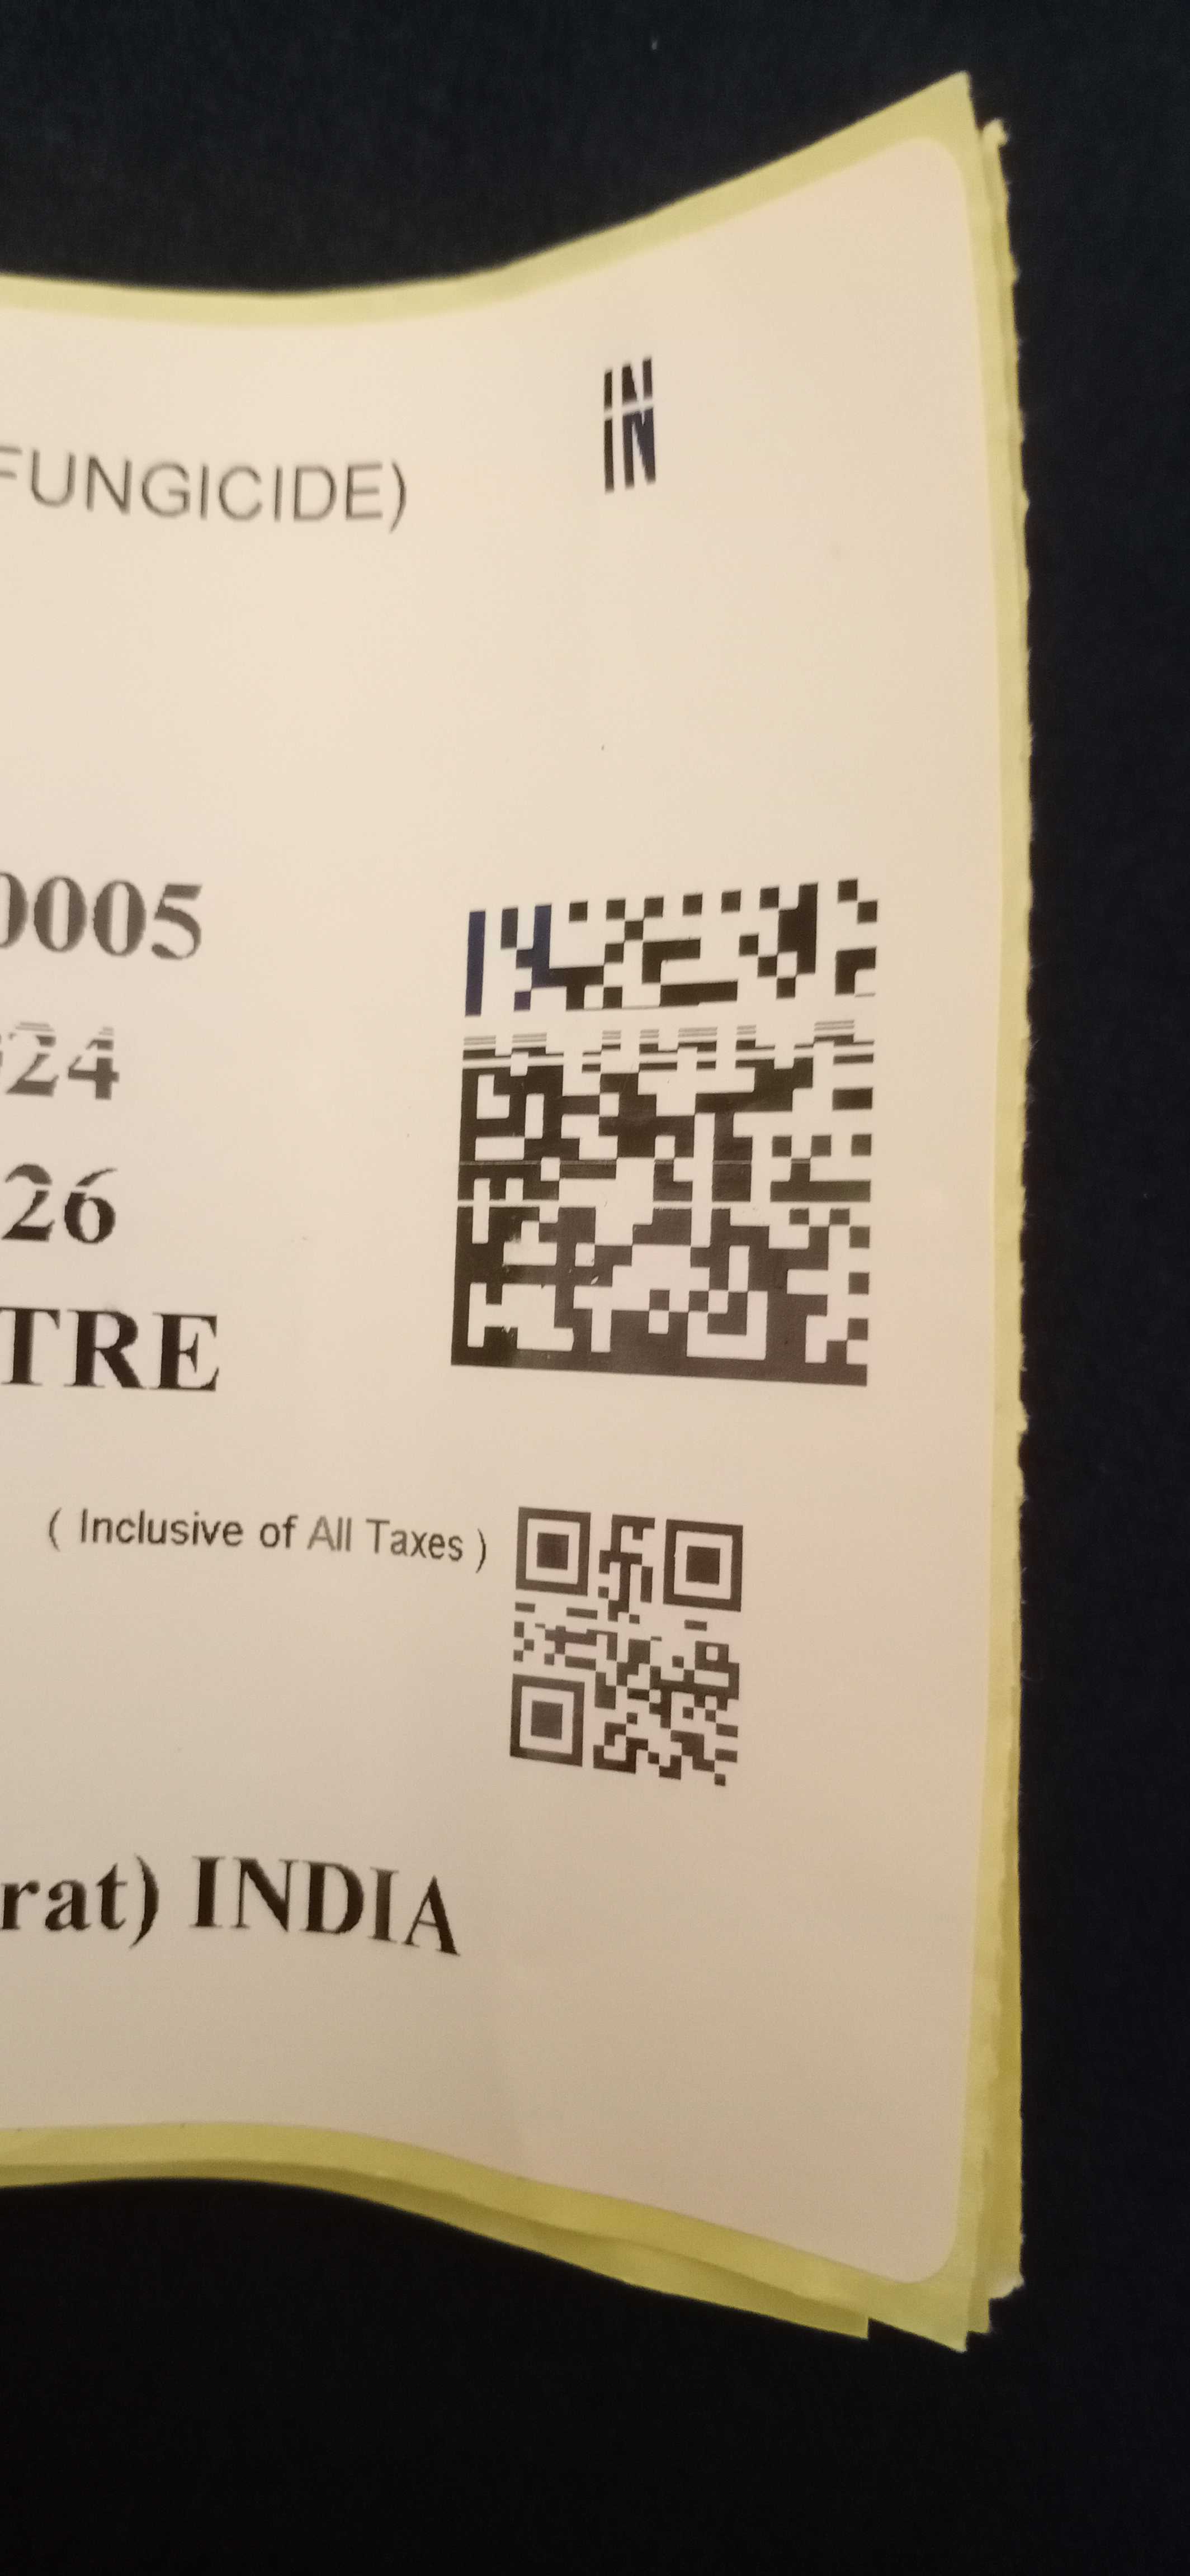 IN
FUNGICIDE)
0005
24
26
TRE
( Inclusive of All Taxes )
rat) INDIA